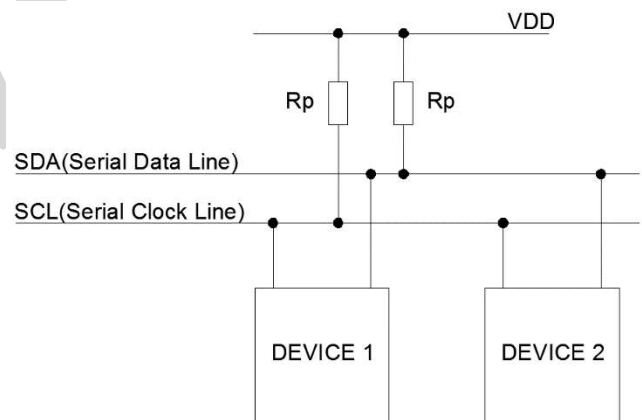 VDD
Rp
Rp
SDA(Serial Data Line)
SCL(Serial Clock Line)
DEVICE 1
DEVICE 2